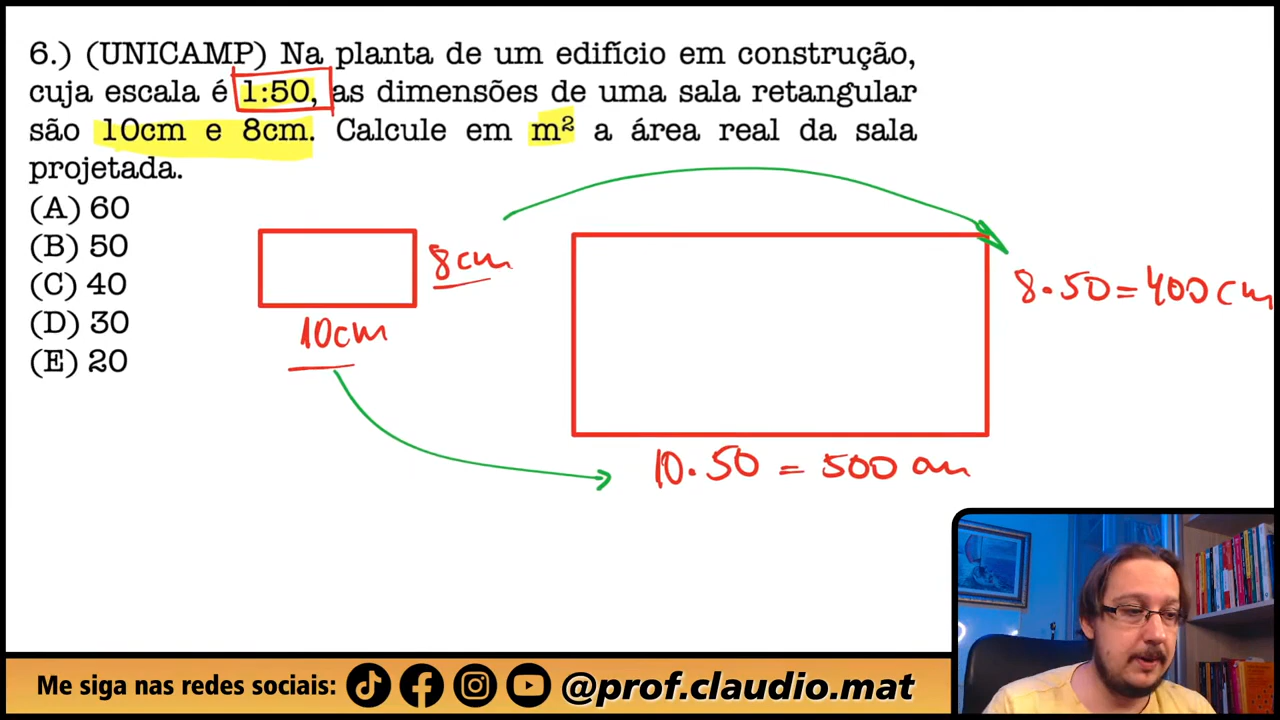 6.) (UNICAMP) Na planta de um edifício em construção,
cuja escala é 1:50, as dimensões de uma sala retangular
são 10cm e 8cm. Calcule em m² a área real da sala
projetada.
(A) 60
(B) 50
(C) 40
(D) 30
(E) 20
8cm
10cm
8.50=400cm
10.50 = 500 cm
Me siga nas redes sociais: @prof.claudio.mat